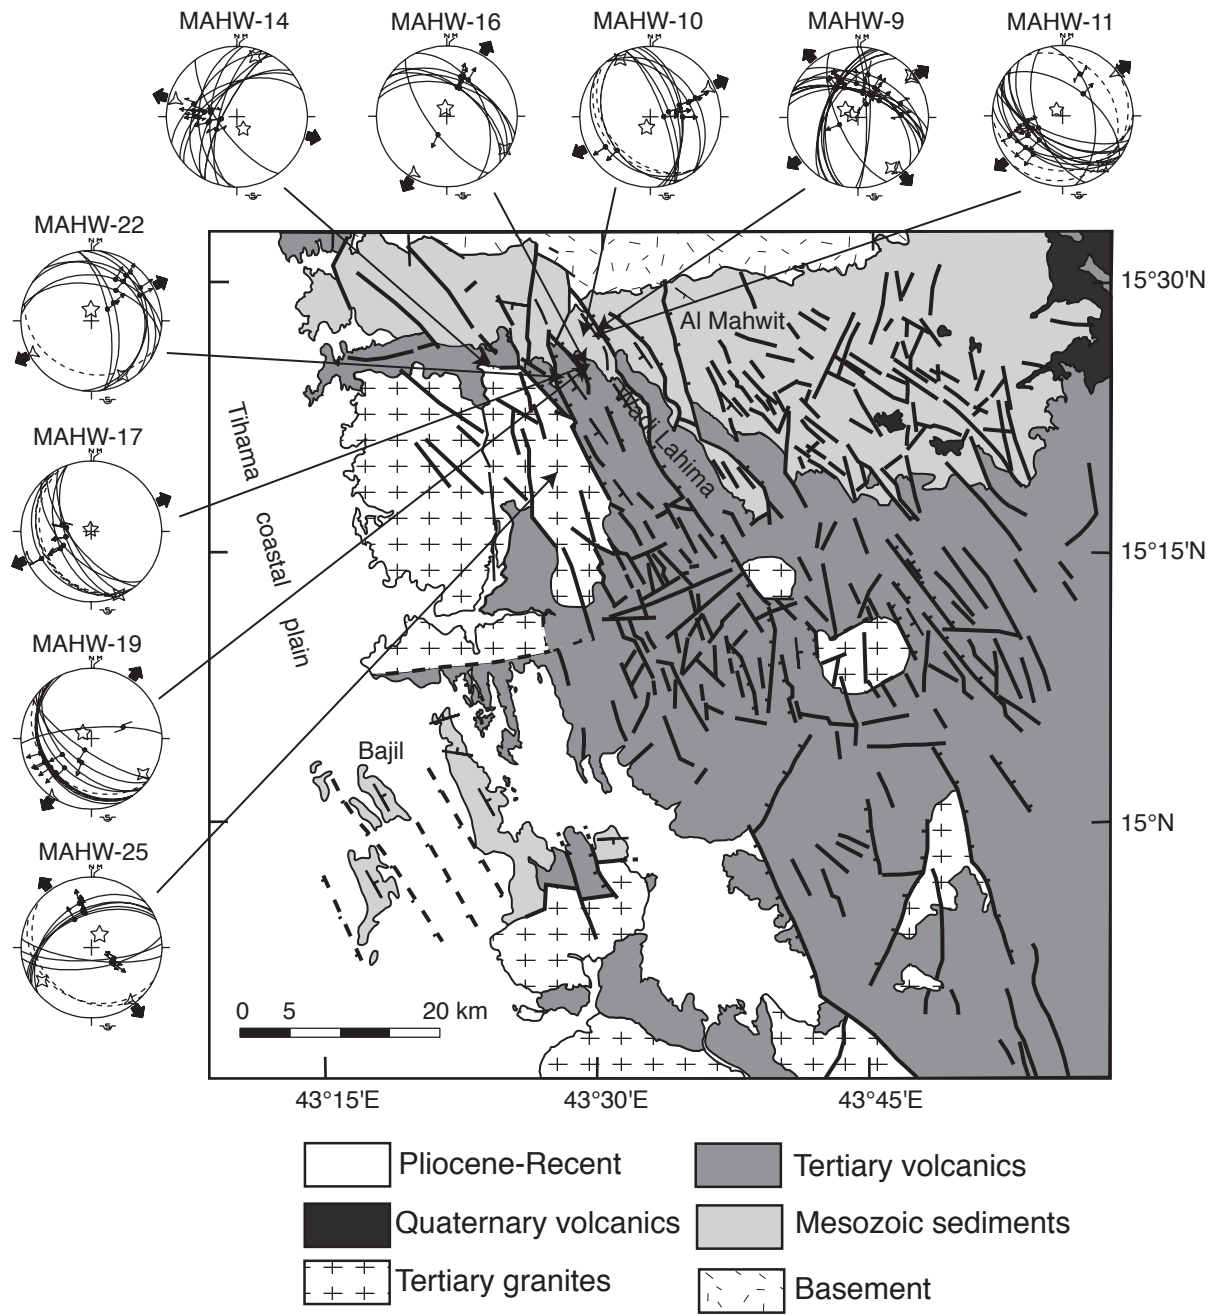 MAHW-14
MAHW-16
MAHW-10
MAHW-9
MAHW-11
MAHW-22
MAHW-17
MAHW-19
MAHW-25
Al Mahwit
Wadi Lahima
Tihama coastal plain
Bajil
15°30'N
15°15'N
15°N
0 5 20 km
43°15'E 43°30'E 43°45'E
Pliocene-Recent
Tertiary volcanics
Quaternary volcanics
Mesozoic sediments
Tertiary granites
Basement